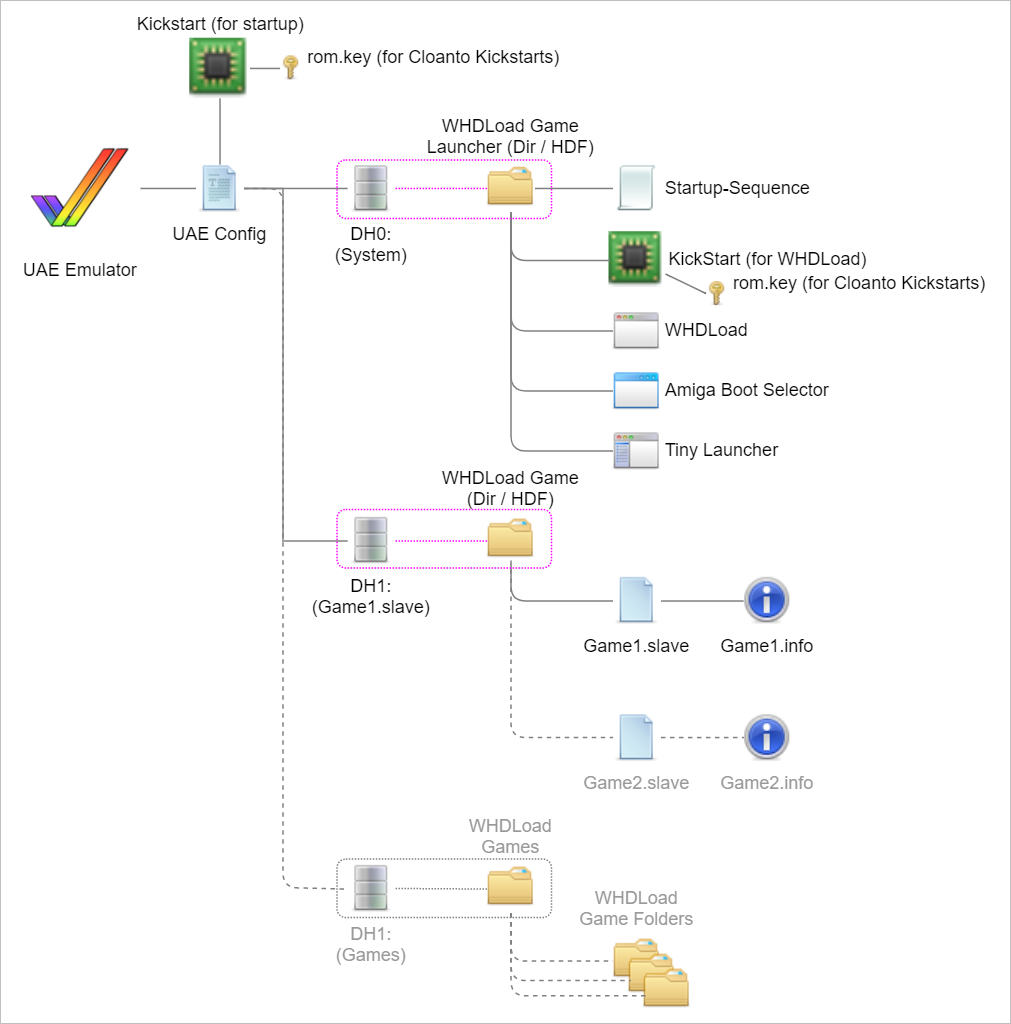 Kickstart (for startup)
rom.key (for Cloanto Kickstarts)
WHDLoad Game
Launcher (Dir / HDF)
Startup-Sequence
UAE Config
DH0:
(System)
UAE Emulator
KickStart (for WHDLoad)
rom.key (for Cloanto Kickstarts)
WHDLoad
Amiga Boot Selector
Tiny Launcher
WHDLoad Game
(Dir / HDF)
DH1:
(Game1.slave)
Game1.slave
Game1.info
Game2.slave
Game2.info
WHDLoad
Games
DH1:
(Games)
WHDLoad
Game Folders